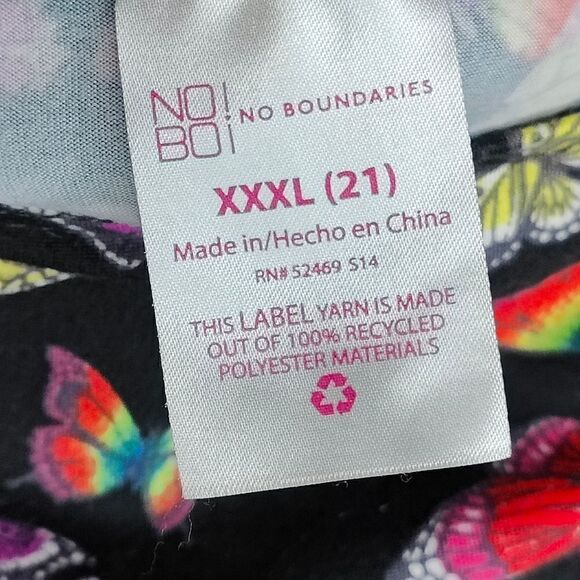 NO!
BO! NO BOUNDARIES
XXXL (21)
Made in/Hecho en China
RN# 52469 S14
THIS LABEL YARN IS MADE
OUT OF 100% RECYCLED
POLYESTER MATERIALS